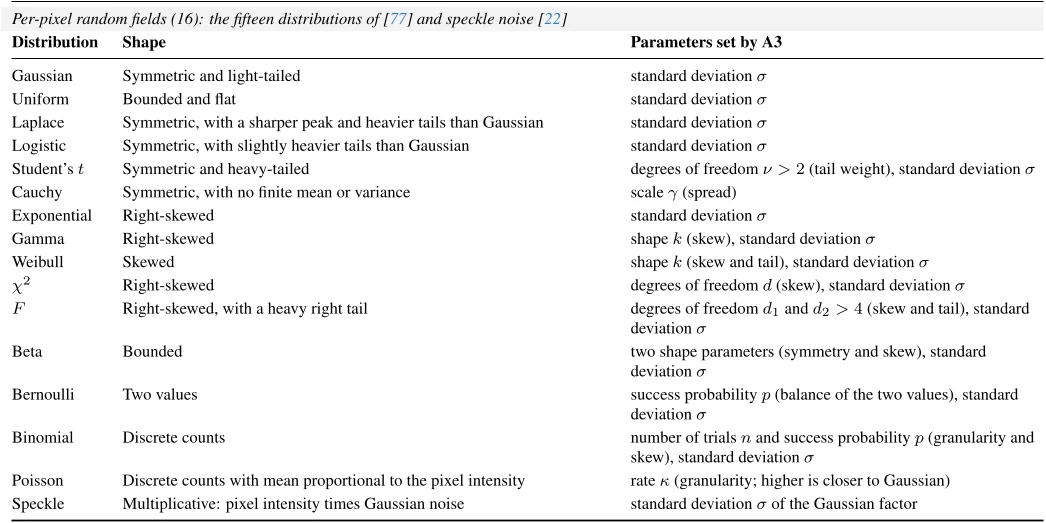 Per-pixel random fields (16): the fifteen distributions of [77] and speckle noise [22]
Distribution Shape Parameters set by A3
Gaussian Symmetric and light-tailed standard deviation σ
Uniform Bounded and flat standard deviation σ
Laplace Symmetric, with a sharper peak and heavier tails than Gaussian standard deviation σ
Logistic Symmetric, with slightly heavier tails than Gaussian standard deviation σ
Student's t Symmetric and heavy-tailed degrees of freedom ν > 2 (tail weight), standard deviation σ
Cauchy Symmetric, with no finite mean or variance scale γ (spread)
Exponential Right-skewed standard deviation σ
Gamma Right-skewed shape k (skew), standard deviation σ
Weibull Skewed shape k (skew and tail), standard deviation σ
χ² Right-skewed degrees of freedom d (skew), standard deviation σ
F Right-skewed, with a heavy right tail degrees of freedom d₁ and d₂ > 4 (skew and tail), standard
deviation σ
Beta Bounded two shape parameters (symmetry and skew), standard
deviation σ
Bernoulli Two values success probability p (balance of the two values), standard
deviation σ
Binomial Discrete counts number of trials n and success probability p (granularity and
skew), standard deviation σ
Poisson Discrete counts with mean proportional to the pixel intensity rate κ (granularity; higher is closer to Gaussian)
Speckle Multiplicative: pixel intensity times Gaussian noise standard deviation σ of the Gaussian factor